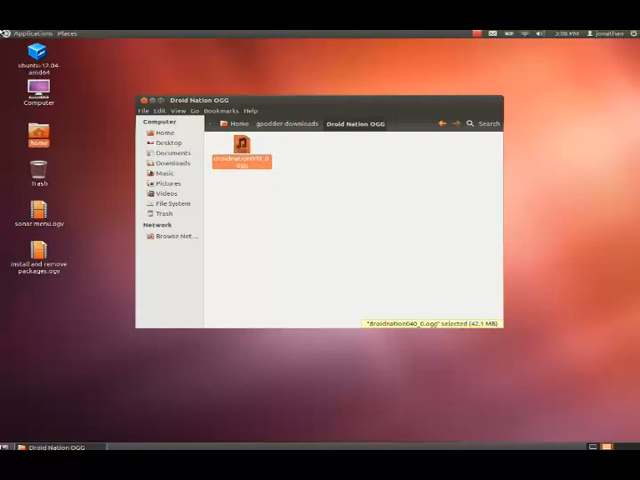 Applications Places
3:00 PM jonathan
ubuntu-12.04-
amd64
Computer
home
Trash
sonar menu.ogv
install and remove
packages.ogv
Droid Nation OGG
File Edit View Go Bookmarks Help
Computer
Home
Desktop
Documents
Downloads
Music
Pictures
Videos
File System
Trash
Network
Browse Net...
Home gpodder-downloads Droid Nation OGG
Search
droidnation040_0.
ogg
"droidnation040_0.ogg" selected (42.1 MB)
Droid Nation OGG